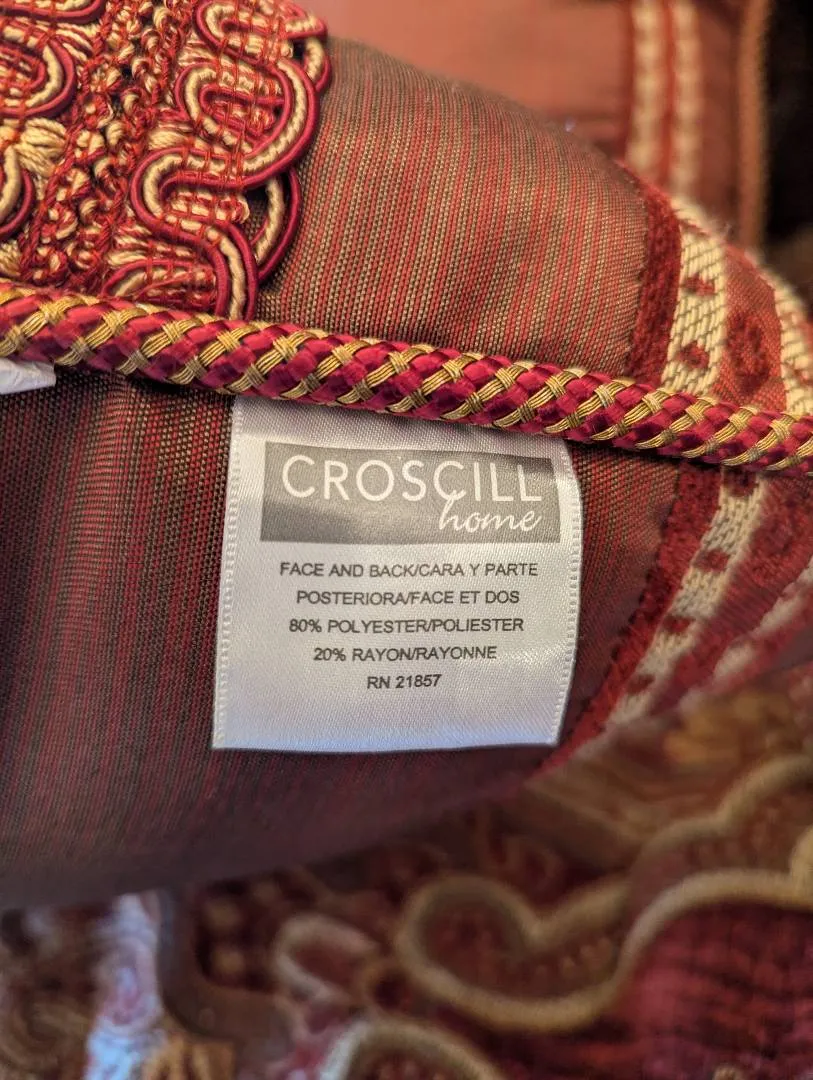 CROSCILL
home
FACE AND BACK/CARA Y PARTE
POSTERIORA/FACE ET DOS
80% POLYESTER/POLIESTER
20% RAYON/RAYONNE
RN 21857